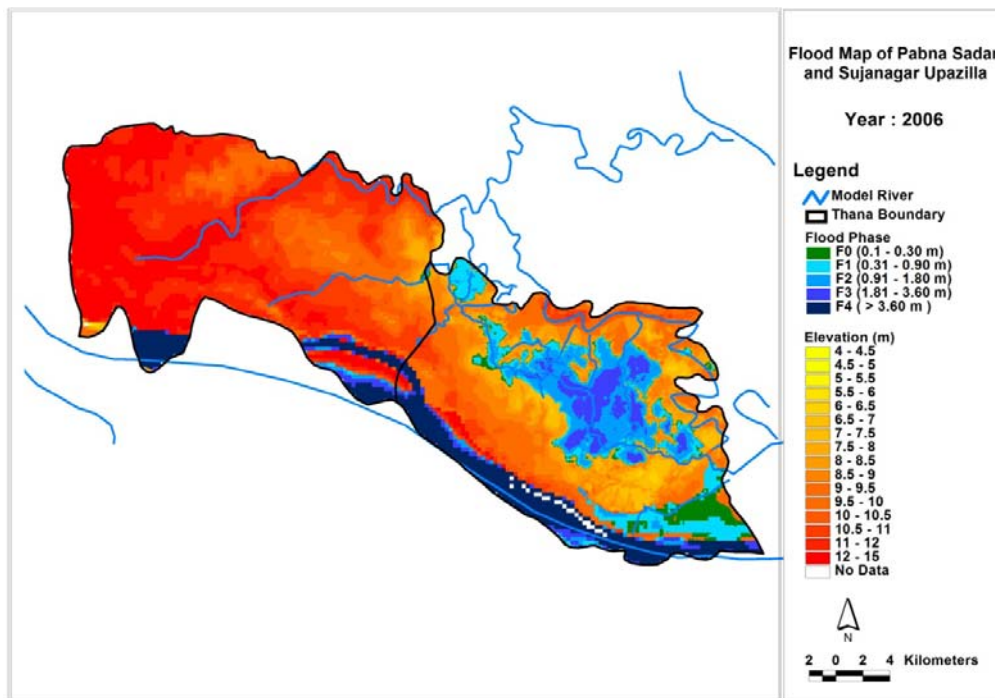 Flood Map of Pabna Sadar
and Sujanagar Upazilla
Year : 2006
Legend
Model River
Thana Boundary
Flood Phase
F0 (0.1 - 0.30 m)
F1 (0.31 - 0.90 m)
F2 (0.91 - 1.80 m)
F3 (1.81 - 3.60 m)
F4 ( > 3.60 m )
Elevation (m)
4 - 4.5
4.5 - 5
5 - 5.5
5.5 - 6
6 - 6.5
6.5 - 7
7 - 7.5
7.5 - 8
8 - 8.5
8.5 - 9
9 - 9.5
9.5 - 10
10 - 10.5
10.5 - 11
11 - 12
12 - 15
No Data
N
2 0 2 4 Kilometers